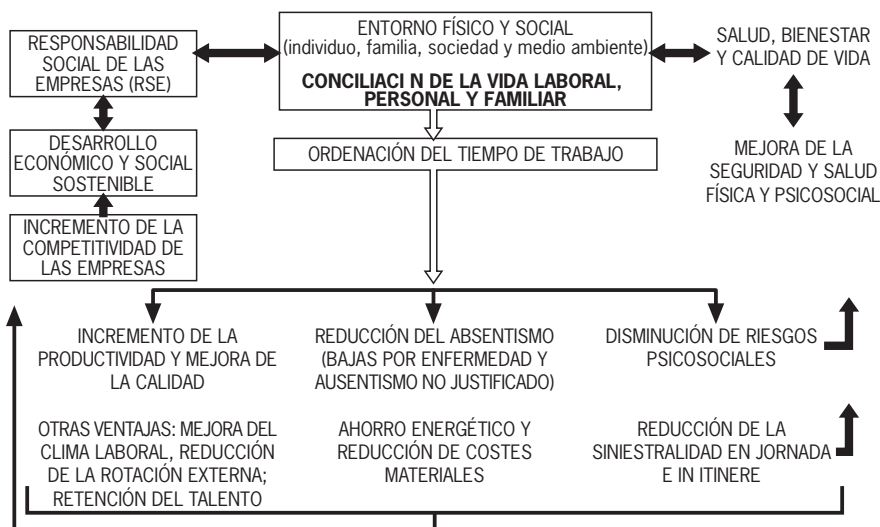 RESPONSABILIDAD
SOCIAL DE LAS
EMPRESAS (RSE)
ENTORNO FÍSICO Y SOCIAL
(individuo, familia, sociedad y medio ambiente)
CONCILIACI N DE LA VIDA LABORAL,
PERSONAL Y FAMILIAR
SALUD, BIENESTAR
Y CALIDAD DE VIDA
DESARROLLO
ECONÓMICO Y SOCIAL
SOSTENIBLE
ORDENACIÓN DEL TIEMPO DE TRABAJO
MEJORA DE LA
SEGURIDAD Y SALUD
FÍSICA Y PSICOSOCIAL
INCREMENTO DE LA
COMPETITIVIDAD DE
LAS EMPRESAS
INCREMENTO DE LA
PRODUCTIVIDAD Y MEJORA DE
LA CALIDAD
REDUCCIÓN DEL ABSENTISMO
(BAJAS POR ENFERMEDAD Y
AUSENTISMO NO JUSTIFICADO)
DISMINUCIÓN DE RIESGOS
PSICOSOCIALES
OTRAS VENTAJAS: MEJORA DEL
CLIMA LABORAL, REDUCCIÓN
DE LA ROTACIÓN EXTERNA;
RETENCIÓN DEL TALENTO
AHORRO ENERGÉTICO Y
REDUCCIÓN DE COSTES
MATERIALES
REDUCCIÓN DE LA
SINIESTRALIDAD EN JORNADA
E IN ITINERE